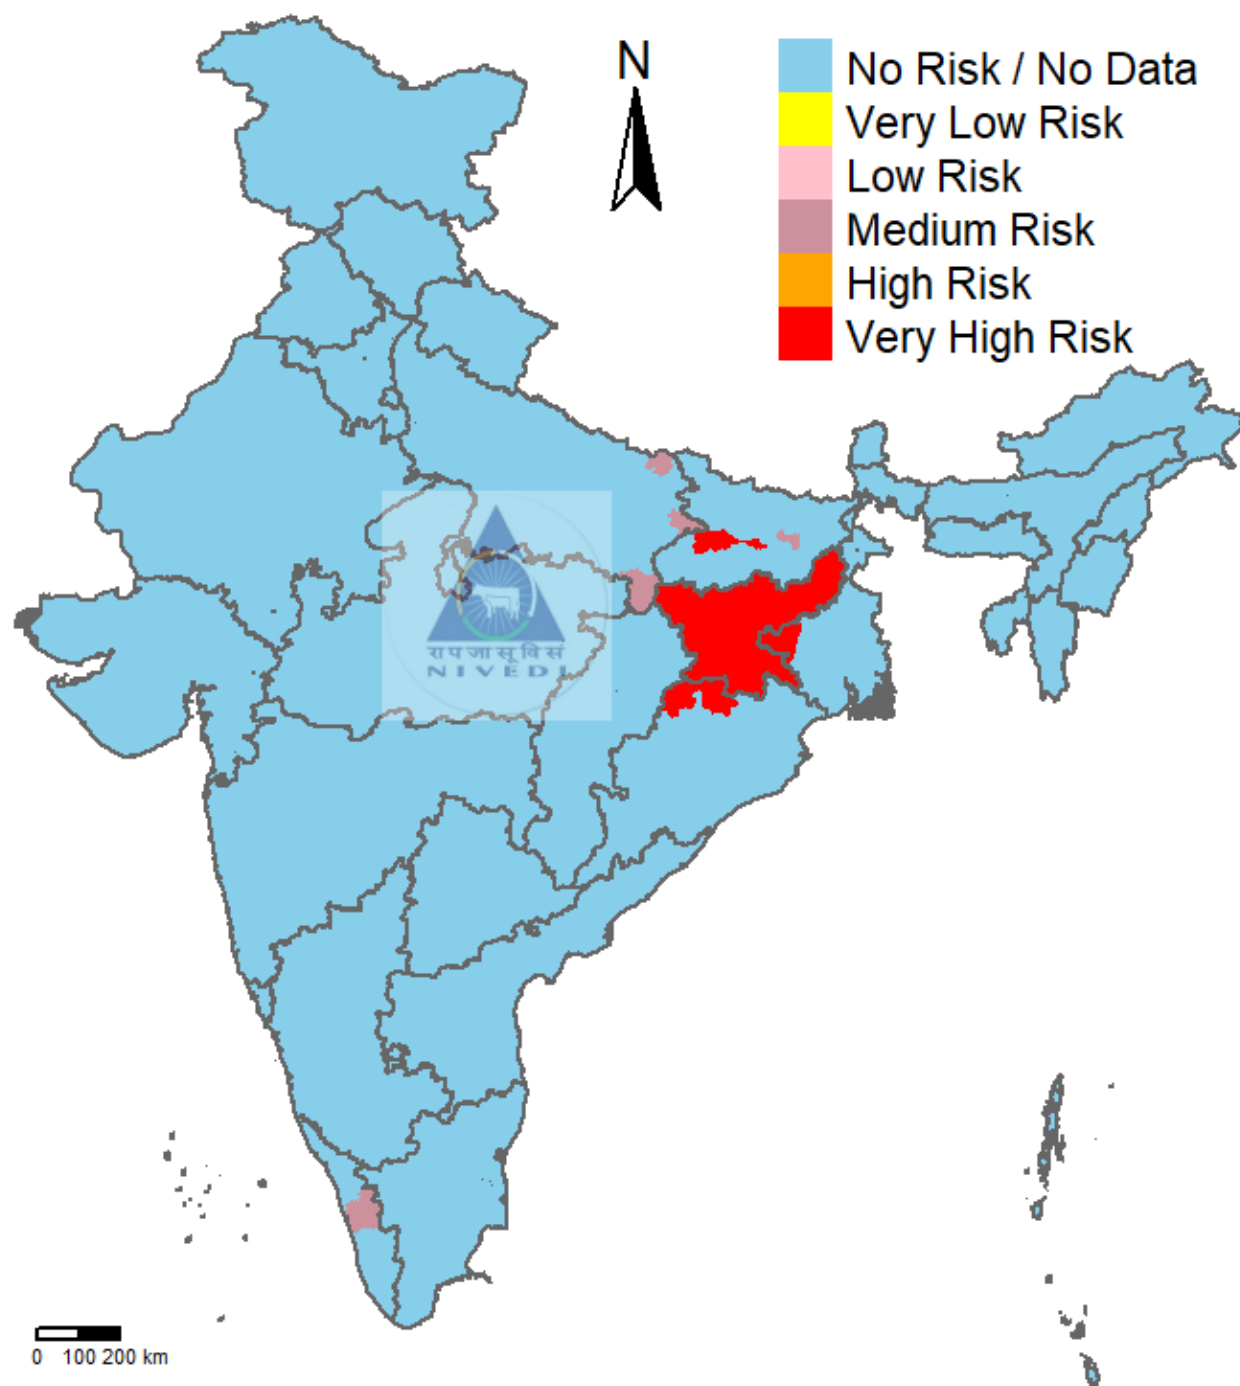 N
No Risk / No Data
Very Low Risk
Low Risk
Medium Risk
High Risk
Very High Risk
रापजासूविसं
NIVEDI
0 100 200 km